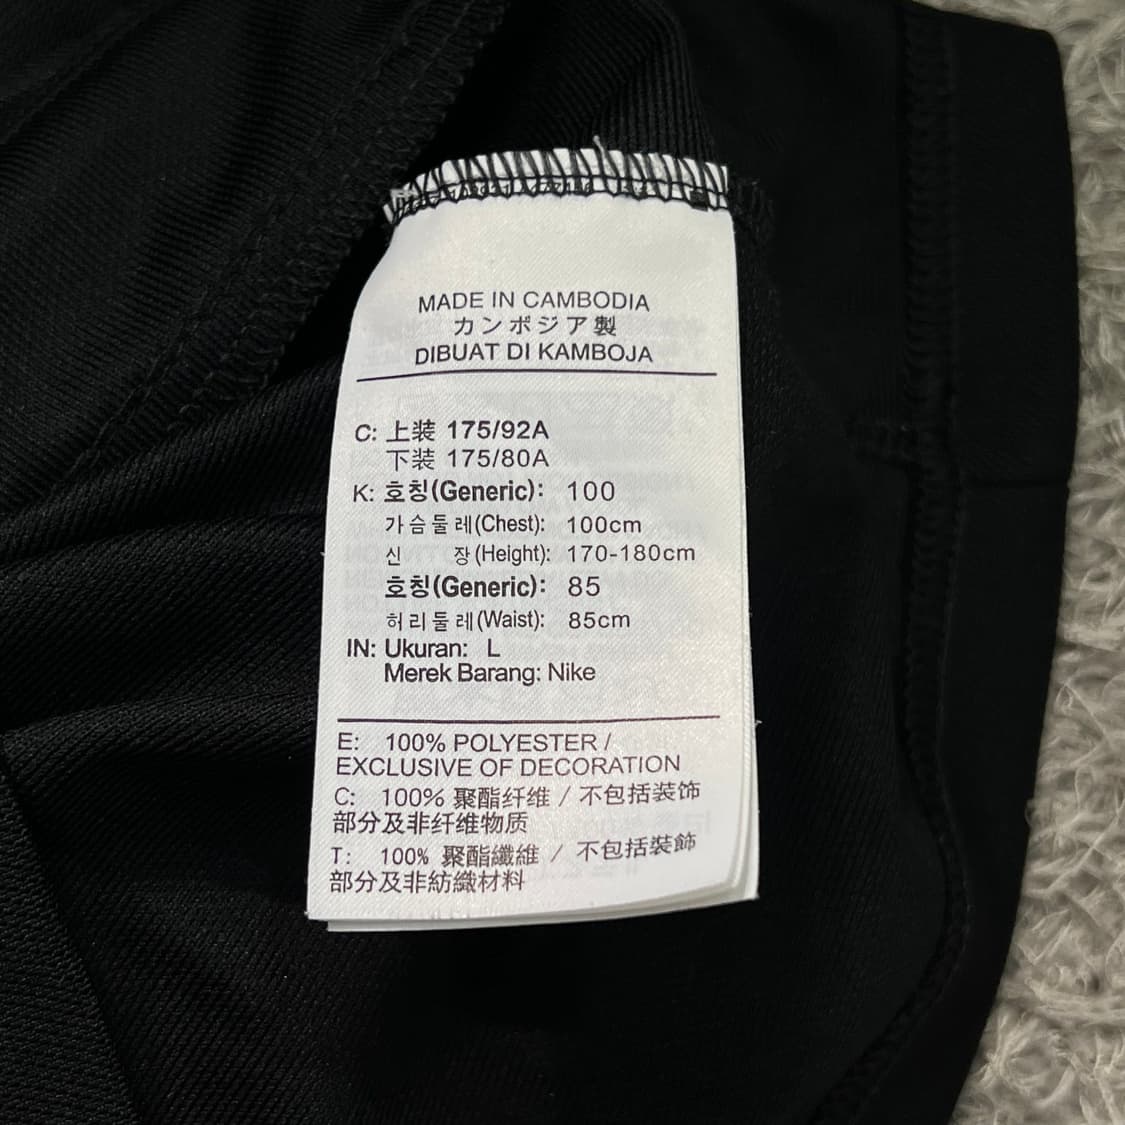 MADE IN CAMBODIA
カンボジア製
DIBUAT DI KAMBOJA
C: 上装 175/92A
下装 175/80A
K: 호칭(Generic): 100
가슴둘레(Chest): 100cm
신 장(Height): 170-180cm
호칭(Generic): 85
허리둘레(Waist): 85cm
IN: Ukuran: L
Merek Barang: Nike
E: 100% POLYESTER /
EXCLUSIVE OF DECORATION
C: 100% 聚酯纤维 / 不包括装饰
部分及非纤维物质
T: 100% 聚酯纖維 / 不包括裝飾
部分及非紡織材料